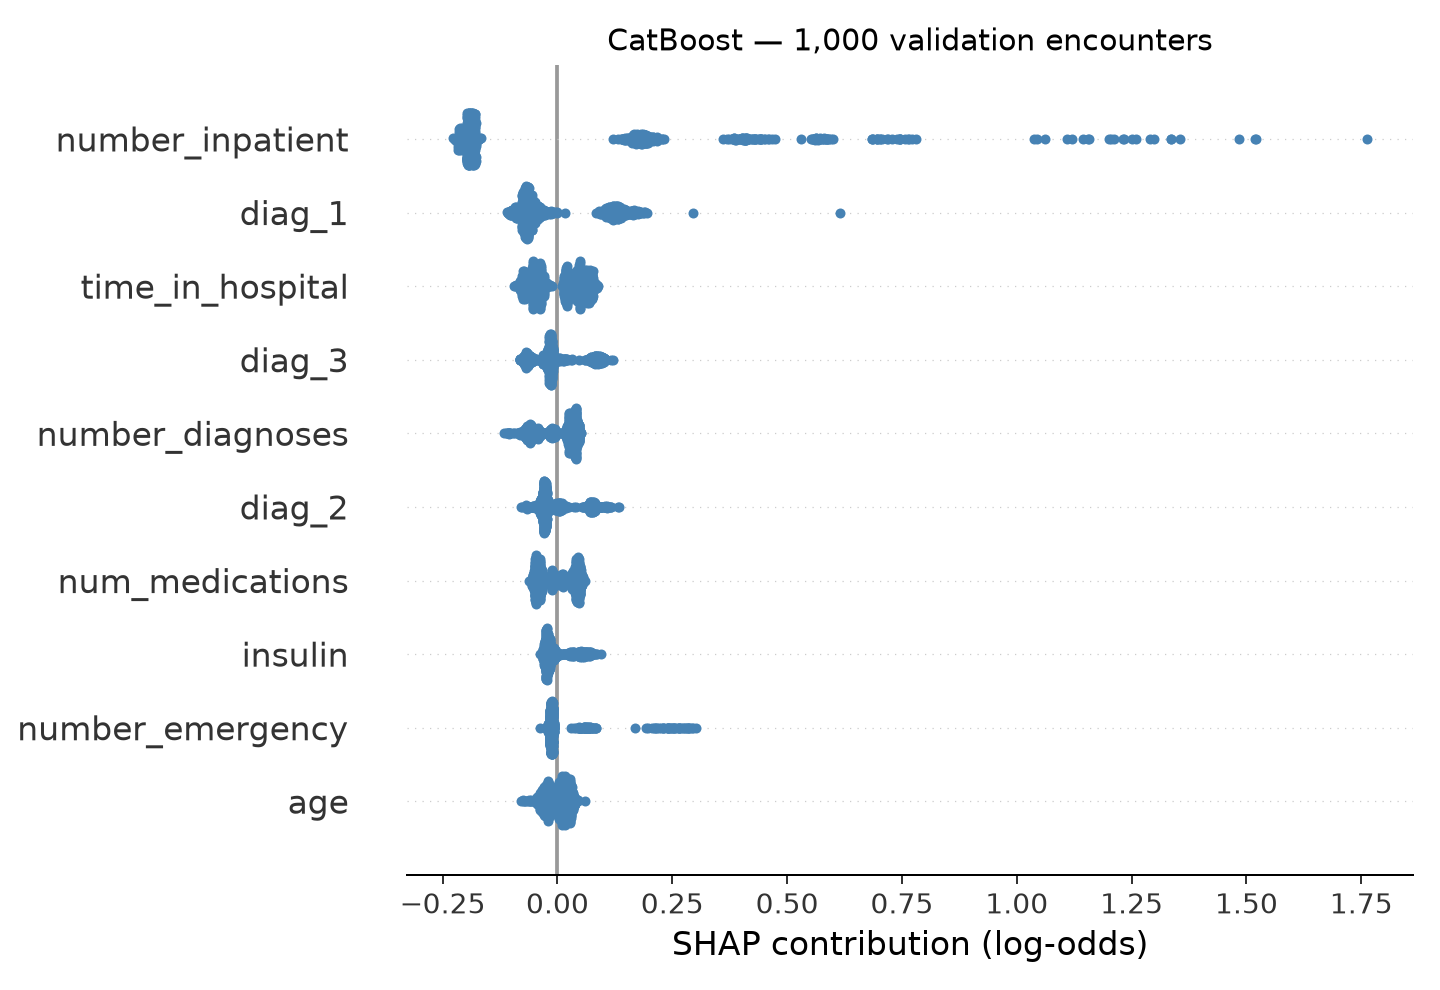 CatBoost — 1,000 validation encounters
number_inpatient
diag_1
time_in_hospital
diag_3
number_diagnoses
diag_2
num_medications
insulin
number_emergency
age
−0.25 0.00 0.25 0.50 0.75 1.00 1.25 1.50 1.75
SHAP contribution (log-odds)